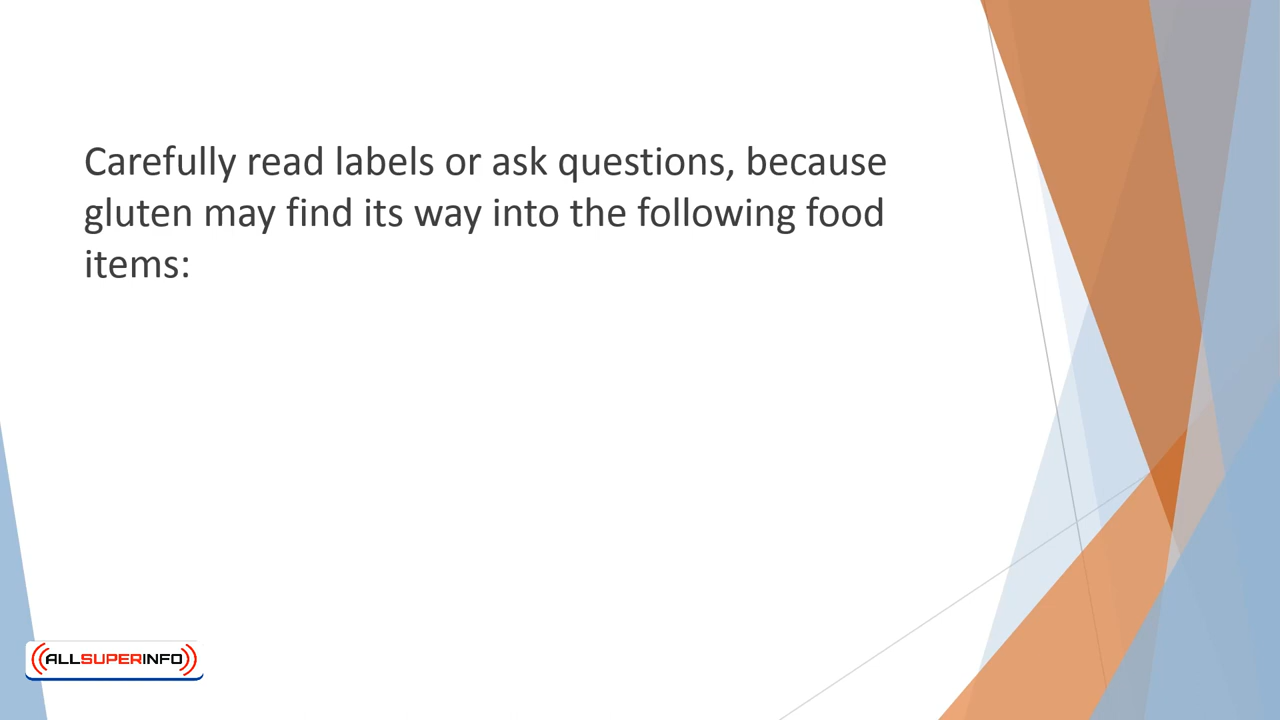 Carefully read labels or ask questions, because
gluten may find its way into the following food
items:
ALLSUPERINFO